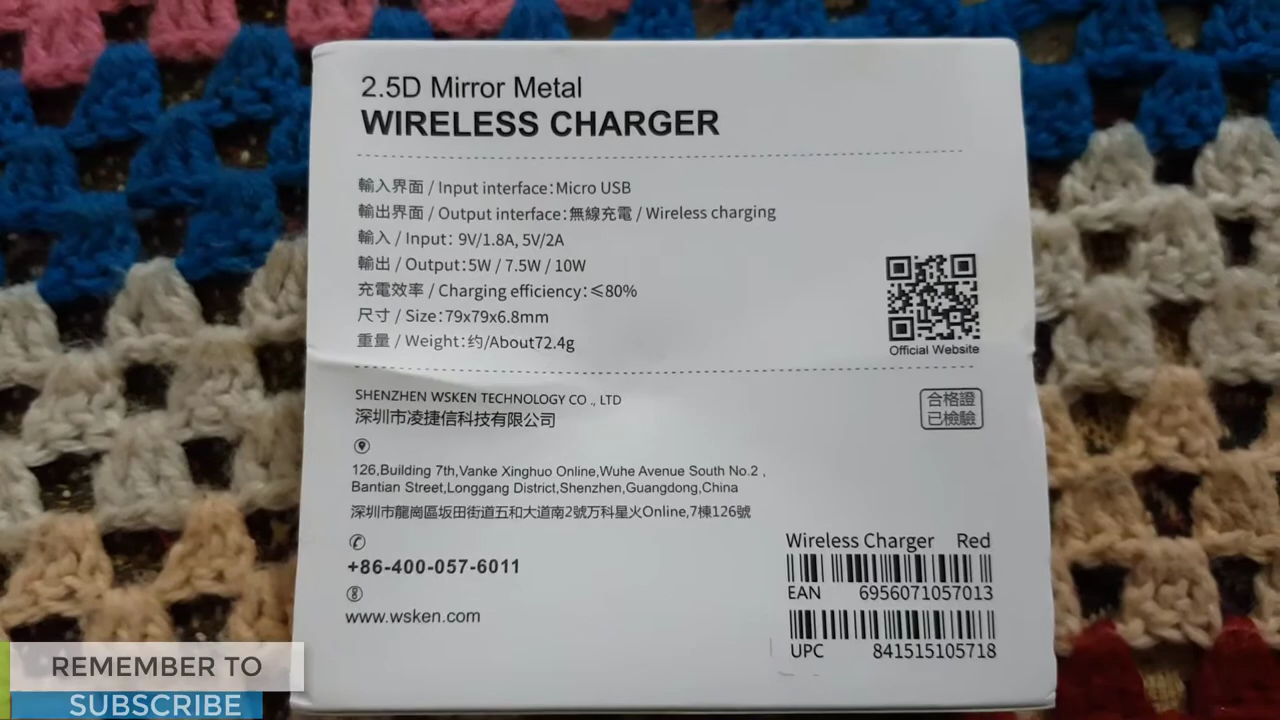 2.5D Mirror Metal
WIRELESS CHARGER
輸入界面 / Input interface:Micro USB
輸出界面 / Output interface:無線充電 / Wireless charging
輸入 / Input: 9V/1.8A, 5V/2A
輸出 / Output:5W / 7.5W / 10W
充電效率 / Charging efficiency:≤80%
尺寸 / Size:79x79x6.8mm
重量 / Weight:约/About72.4g
Official Website
SHENZHEN WSKEN TECHNOLOGY CO ., LTD
深圳市凌捷信科技有限公司
合格證
已檢驗
126,Building 7th,Vanke Xinghuo Online,Wuhe Avenue South No.2 ,
Bantian Street,Longgang District,Shenzhen,Guangdong,China
深圳市龍崗區坂田街道五和大道南2號万科星火Online,7棟126號
+86-400-057-6011
www.wsken.com
Wireless Charger Red
EAN 6956071057013
UPC 841515105718
REMEMBER TO
SUBSCRIBE